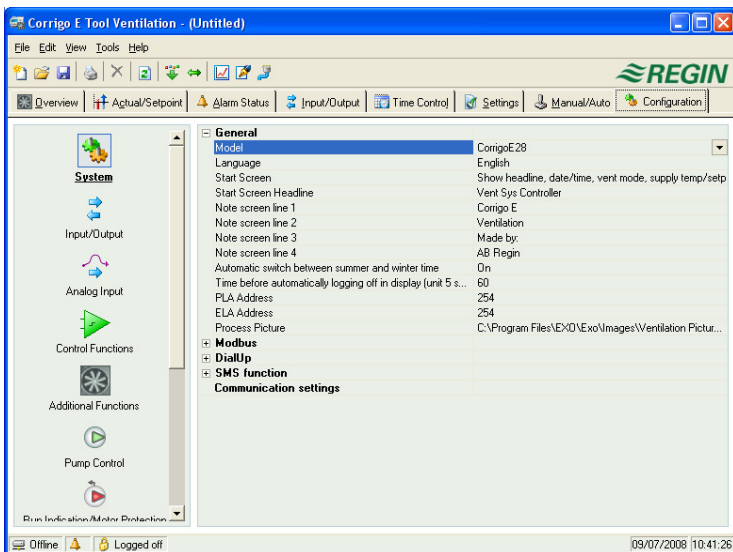 Corrigo E Tool Ventilation - (Untitled)
File Edit View Tools Help
REGIN
Overview Actual/Setpoint Alarm Status Input/Output Time Control Settings Manual/Auto Configuration
System
Input/Output
Analog Input
Control Functions
Additional Functions
Pump Control
Run Indication/Motor Protection
General
Model CorrigoE28
Language English
Start Screen Show headline, date/time, vent mode, supply temp/setp
Start Screen Headline Vent Sys Controller
Note screen line 1 Corrigo E
Note screen line 2 Ventilation
Note screen line 3 Made by:
Note screen line 4 AB Regin
Automatic switch between summer and winter time On
Time before automatically logging off in display (unit 5 s... 60
PLA Address 254
ELA Address 254
Process Picture C:\Program Files\EXO\Exo\Images\Ventilation Pictur...
Modbus
DialUp
SMS function
Communication settings
Offline Logged off 09/07/2008 10:41:26